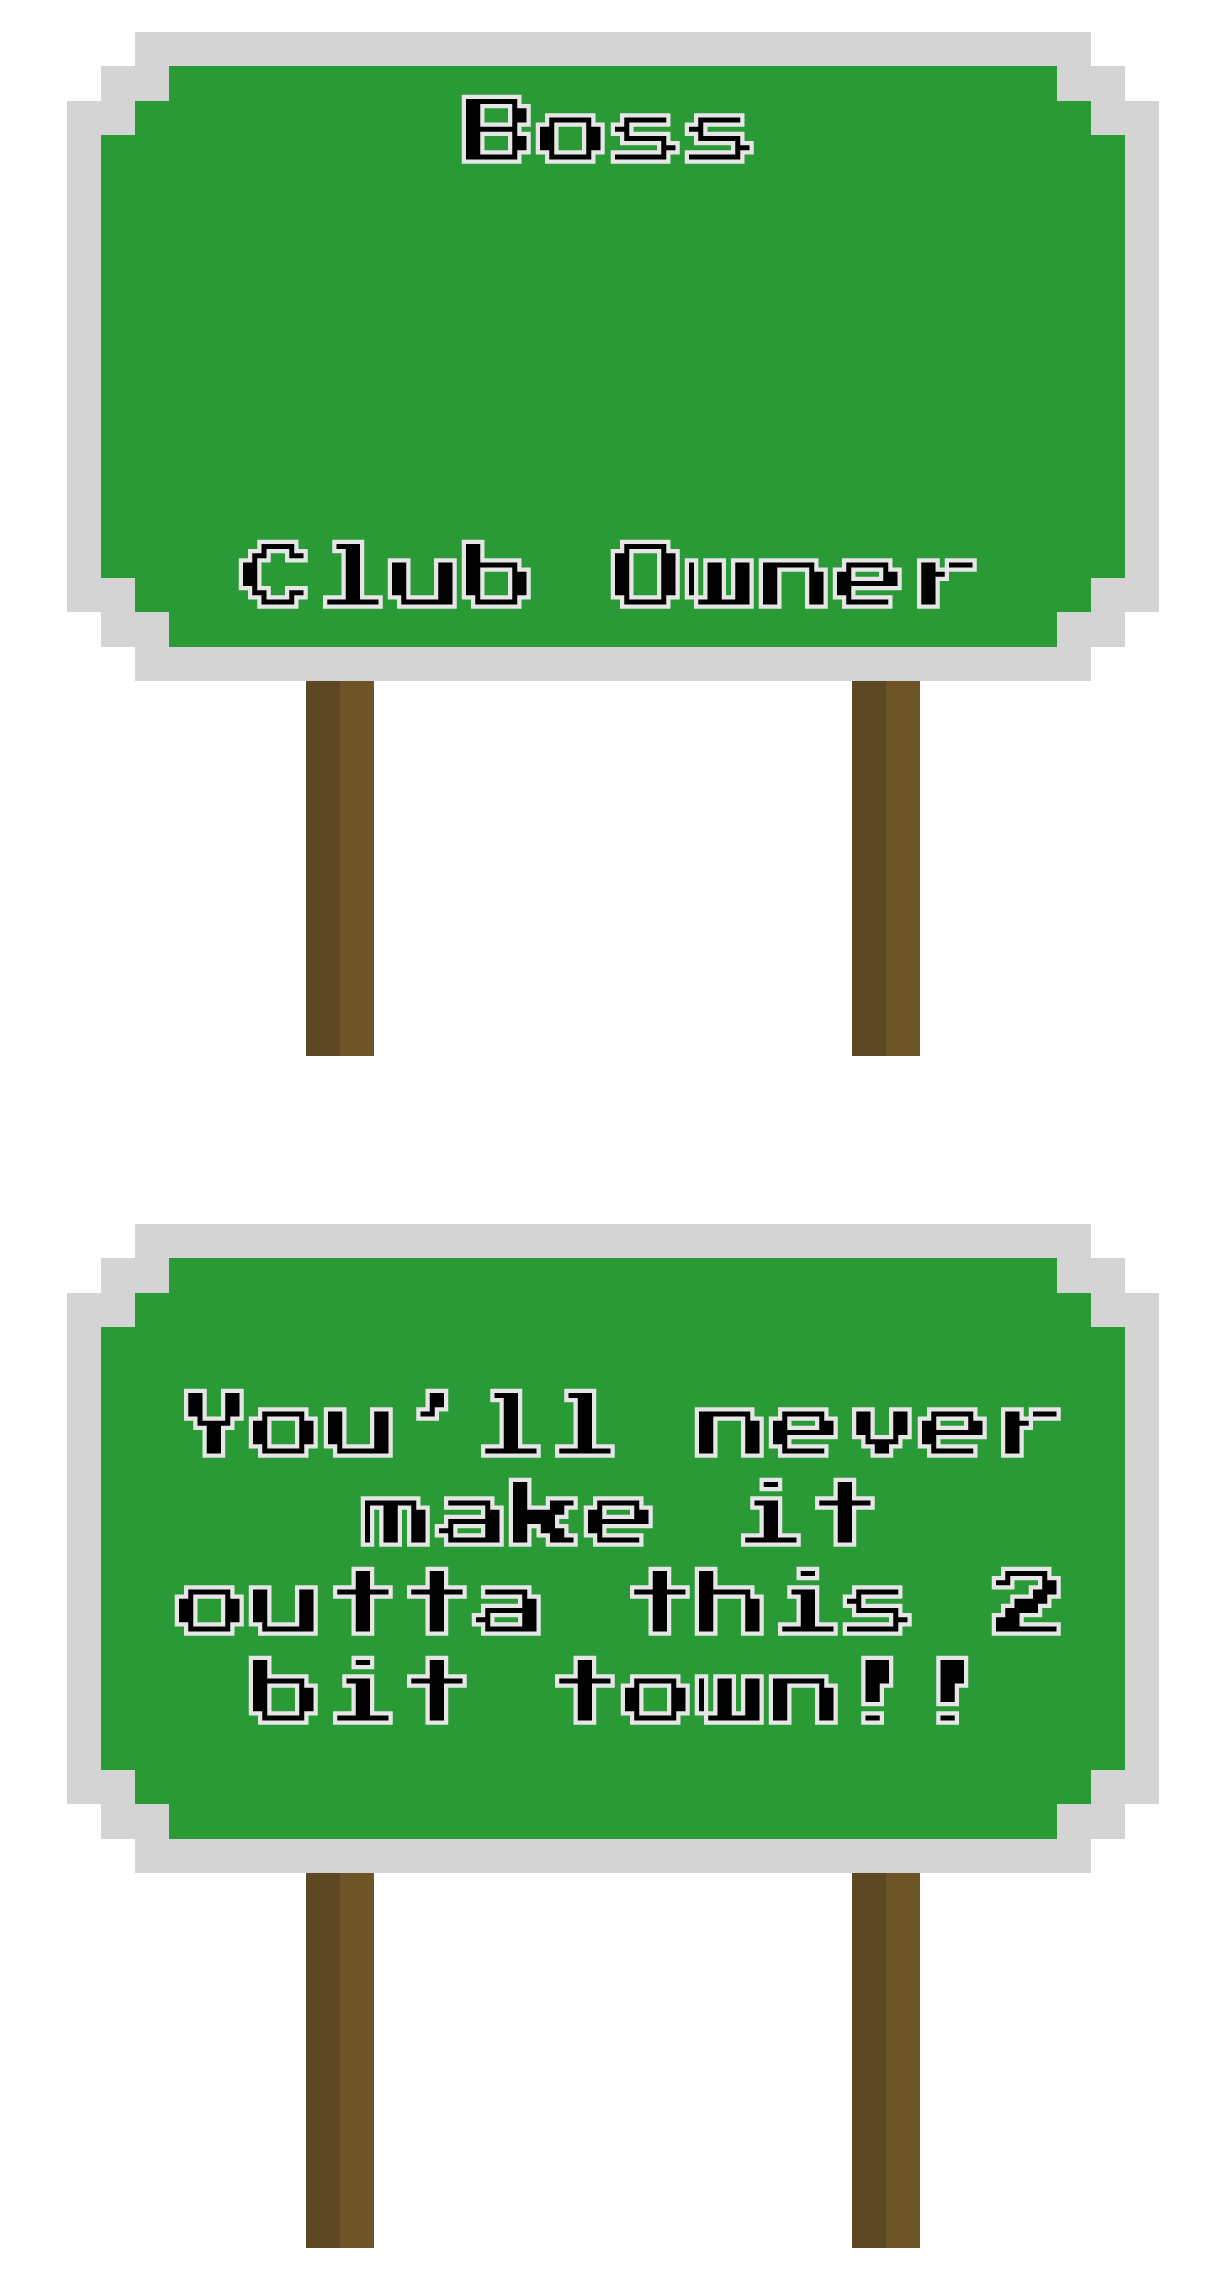 Boss
Club Owner
You'll never
make it
outta this 2
bit town!!